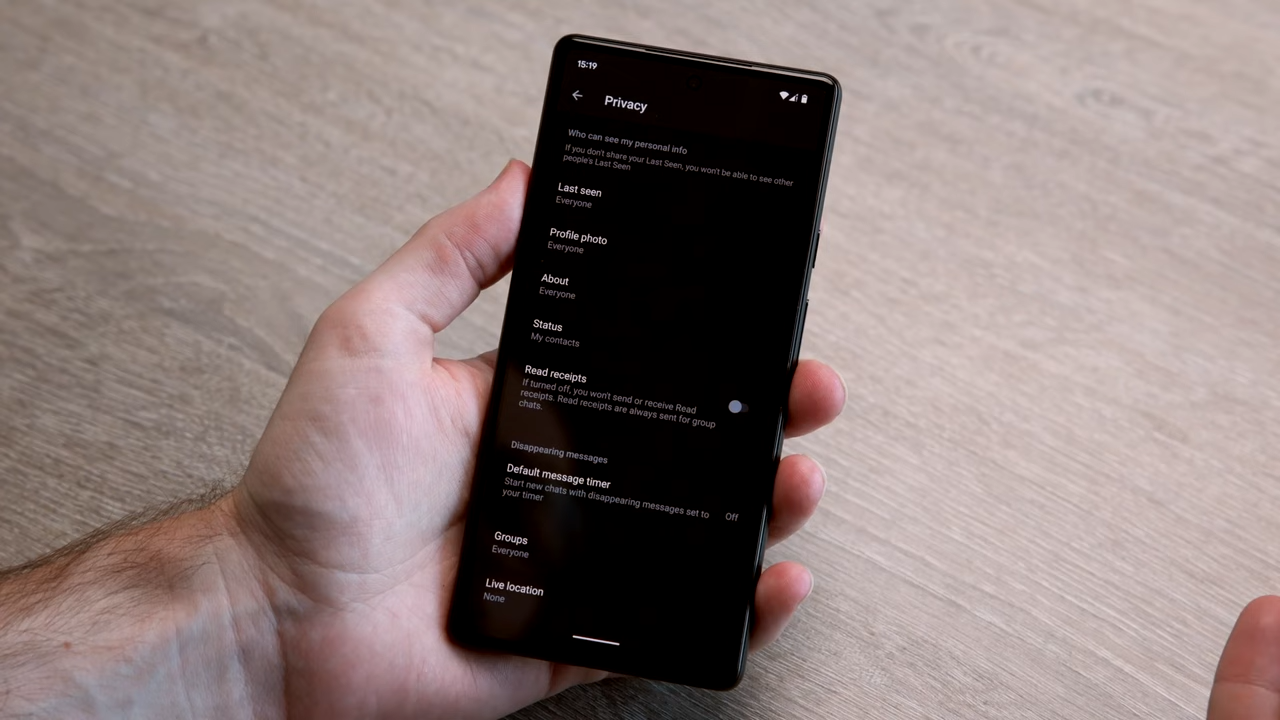 15:19
Privacy
Who can see my personal info
If you don't share your Last Seen, you won't be able to see other
people's Last Seen
Last seen
Everyone
Profile photo
Everyone
About
Everyone
Status
My contacts
Read receipts
If turned off, you won't send or receive Read
receipts. Read receipts are always sent for group
chats.
Disappearing messages
Default message timer
Start new chats with disappearing messages set to
your timer
Off
Groups
Everyone
Live location
None